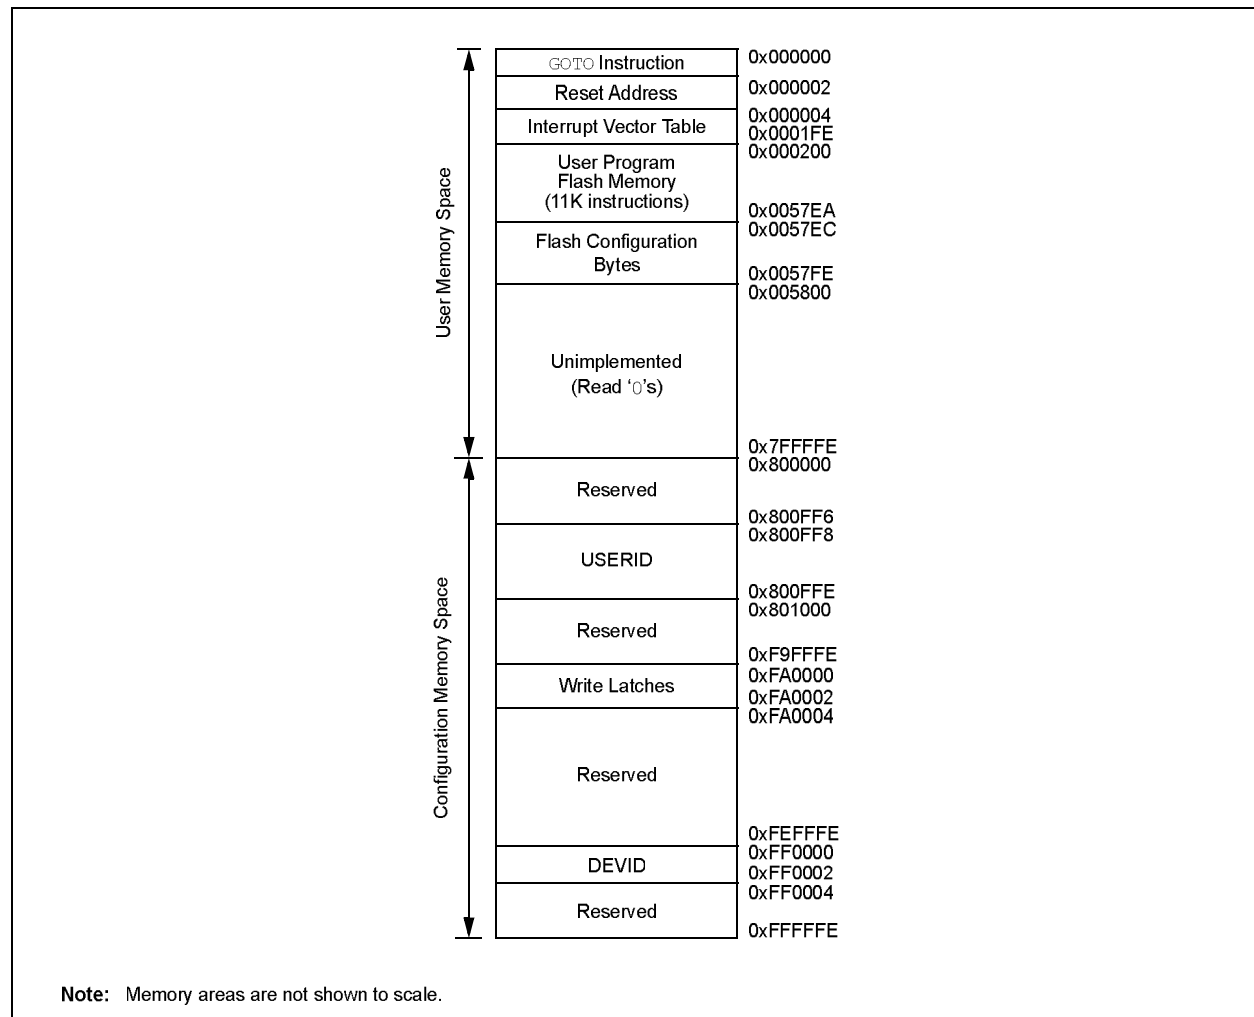 GOTO Instruction
0x000000
Reset Address
0x000002
Interrupt Vector Table
0x000004
0x0001FE
User Program
Flash Memory
(11K instructions)
0x000200
0x0057EA
Flash Configuration
Bytes
0x0057EC
0x0057FE
Unimplemented
(Read ‘0’s)
0x005800
0x7FFFFE
User Memory Space
Reserved
0x800000
0x800FF6
USERID
0x800FF8
0x800FFE
Reserved
0x801000
0xF9FFFE
Write Latches
0xFA0000
0xFA0002
Reserved
0xFA0004
0xFEFFFE
DEVID
0xFF0000
0xFF0002
Reserved
0xFF0004
0xFFFFFE
Configuration Memory Space
Note: Memory areas are not shown to scale.